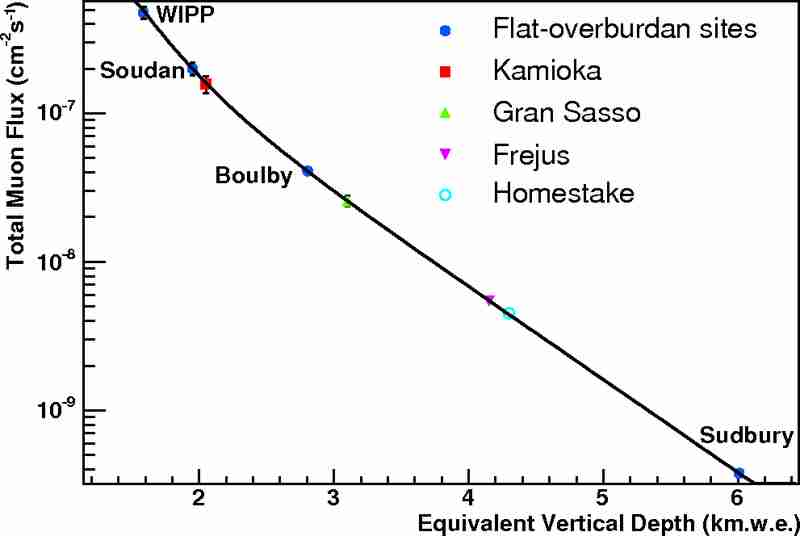 WIPP
Soudan
Boulby
Sudbury
Flat-overburdan sites
Kamioka
Gran Sasso
Frejus
Homestake
Total Muon Flux (cm⁻²s⁻¹)
10⁻⁷
10⁻⁸
10⁻⁹
2 3 4 5 6
Equivalent Vertical Depth (km.w.e.)